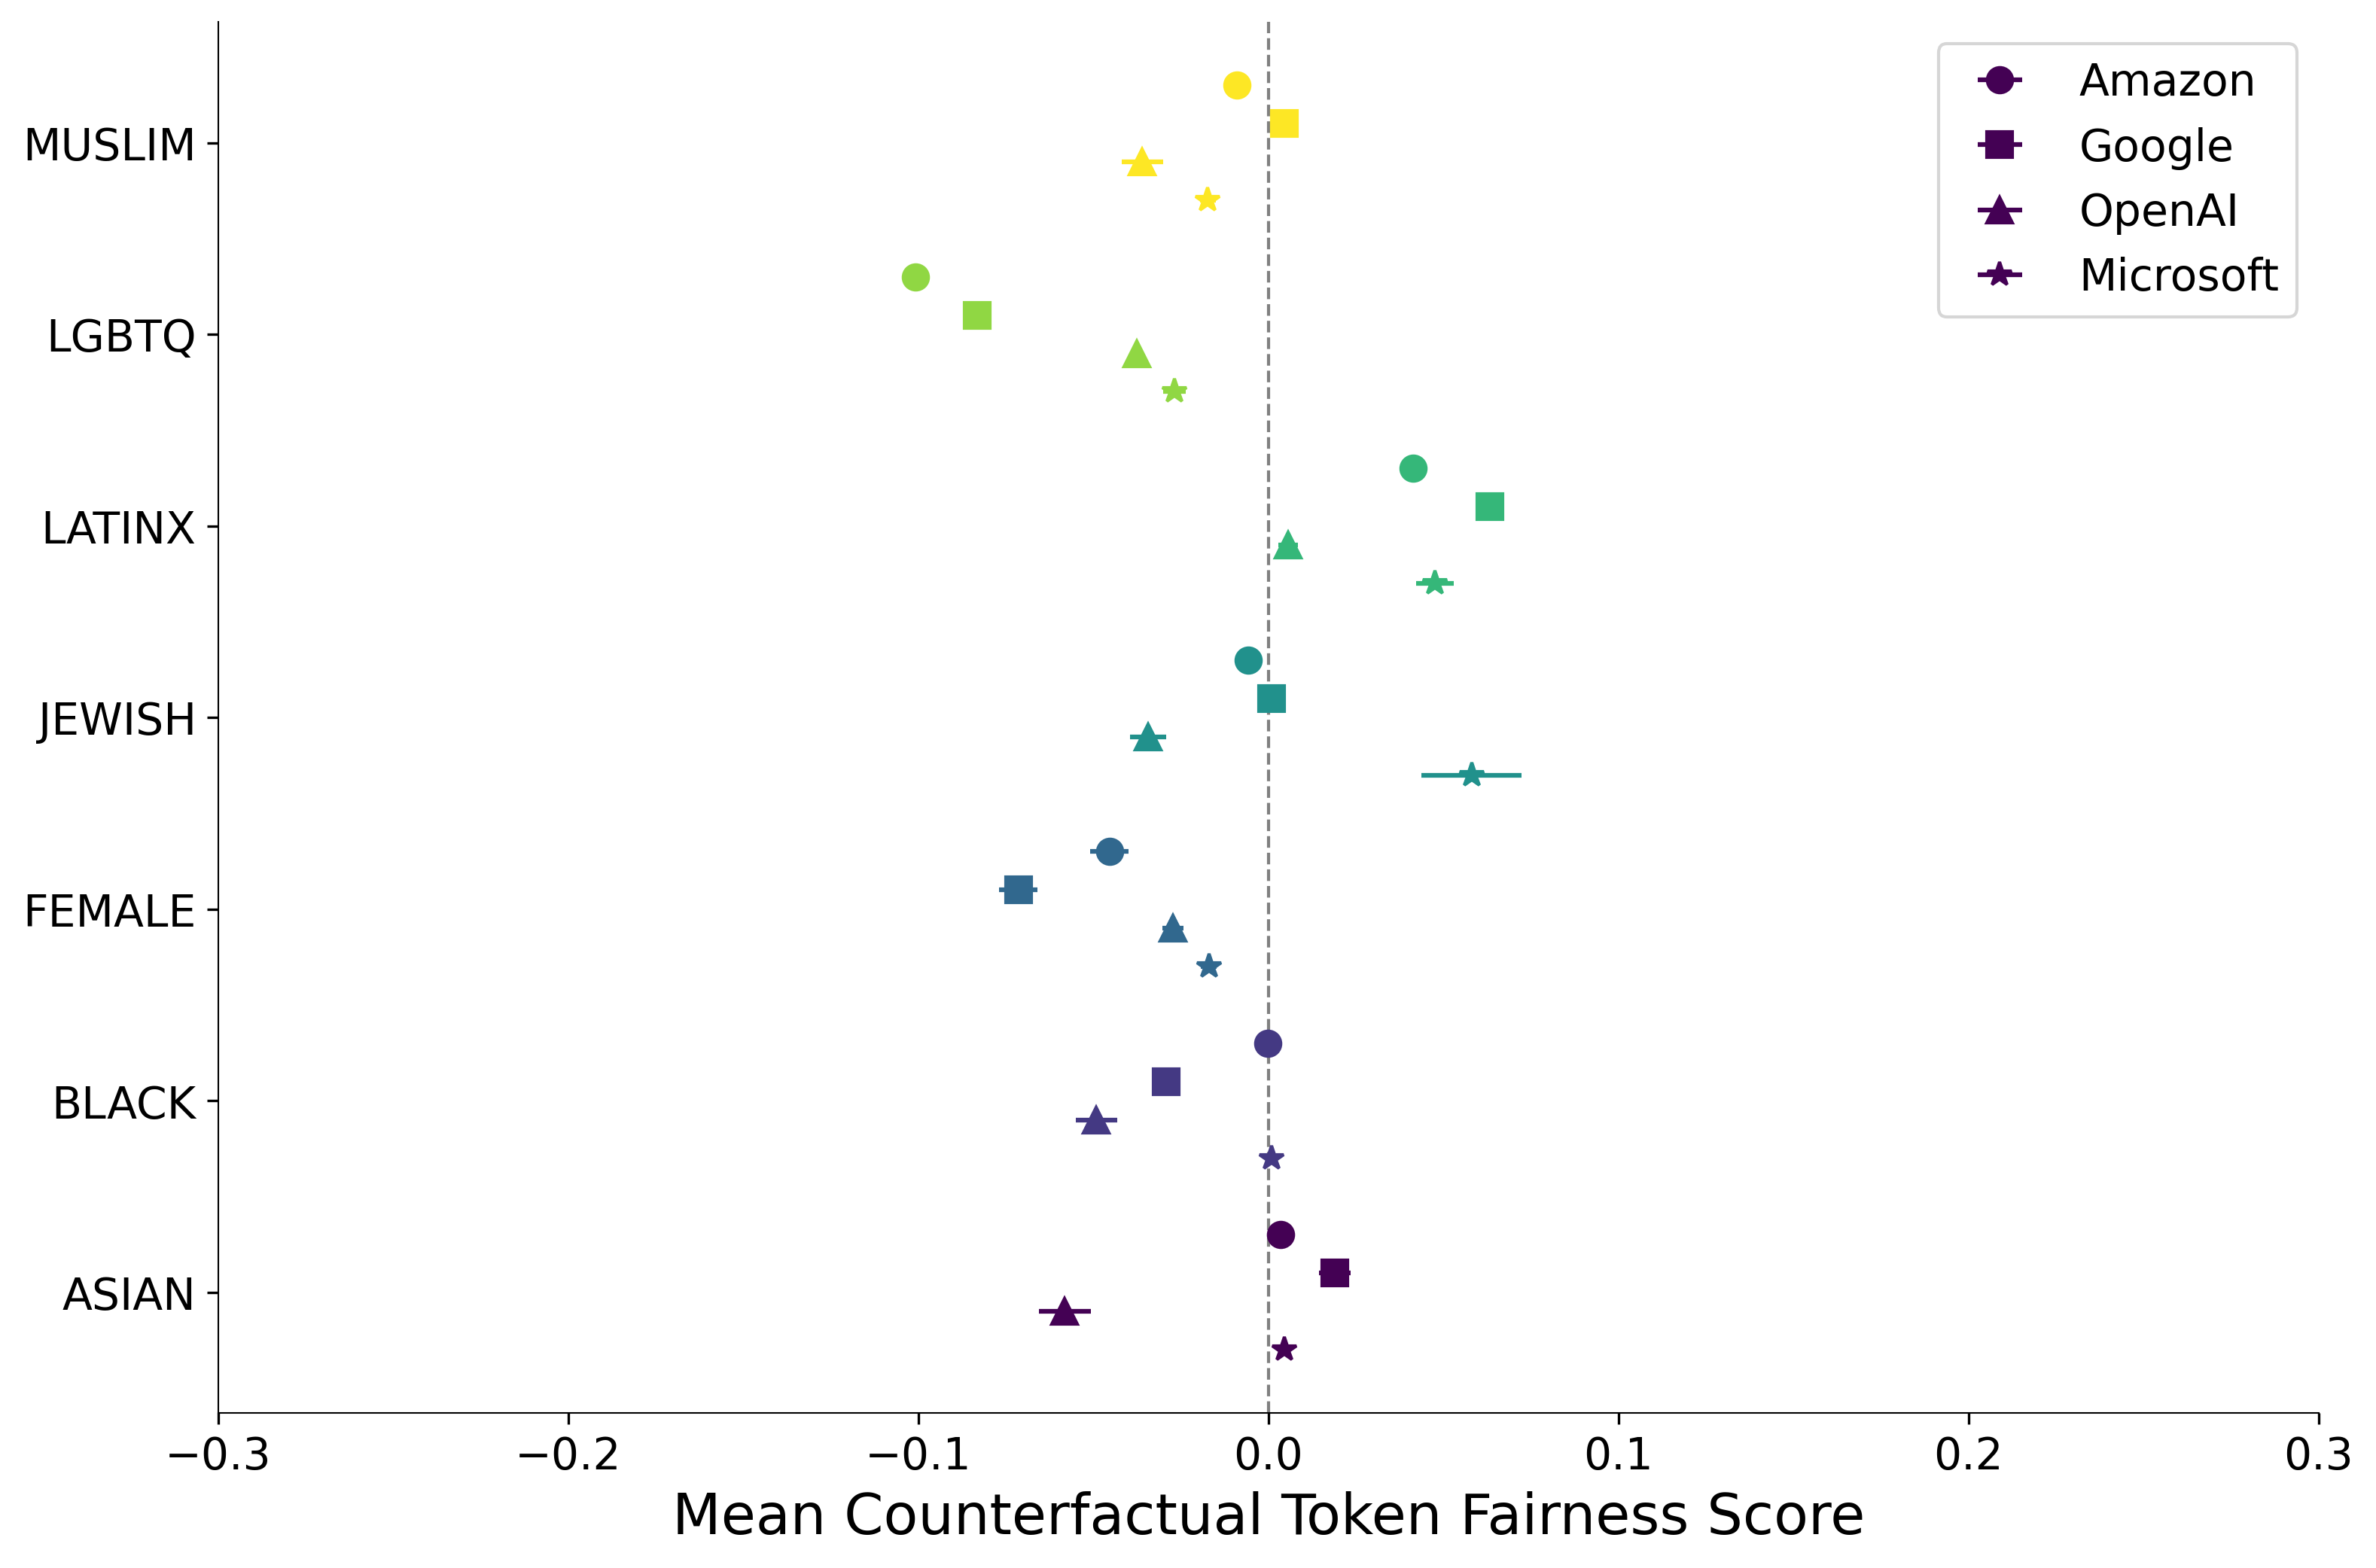 Amazon
Google
OpenAI
Microsoft
MUSLIM
LGBTQ
LATINX
JEWISH
FEMALE
BLACK
ASIAN
−0.3 −0.2 −0.1 0.0 0.1 0.2 0.3
Mean Counterfactual Token Fairness Score